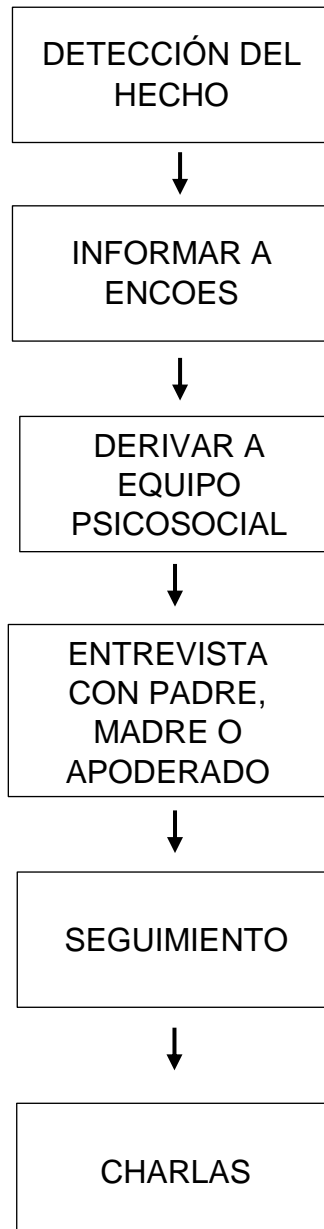 DETECCIÓN DEL
HECHO
INFORMAR A
ENCOES
DERIVAR A
EQUIPO
PSICOSOCIAL
ENTREVISTA
CON PADRE,
MADRE O
APODERADO
SEGUIMIENTO
CHARLAS